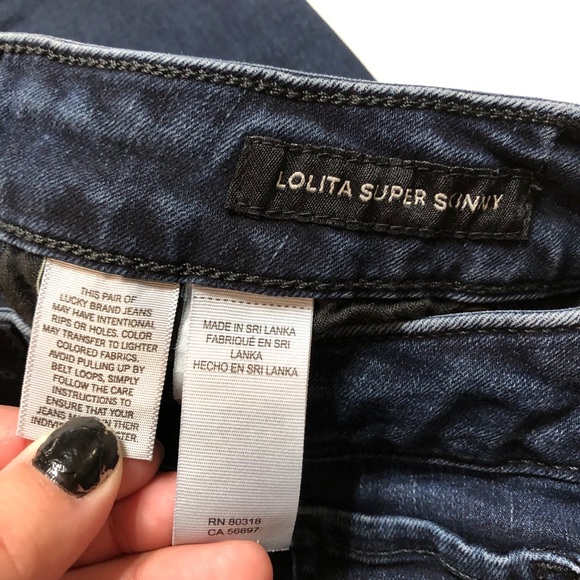 LOLITA SUPER SKINNY
THIS PAIR OF
LUCKY BRAND JEANS
MAY HAVE INTENTIONAL
RIPS OR HOLES. COLOR
MAY TRANSFER TO LIGHTER
COLORED FABRICS.
AVOID PULLING UP BY
BELT LOOPS, SIMPLY
FOLLOW THE CARE
INSTRUCTIONS TO
ENSURE THAT YOUR
JEANS THEIR
MADE IN SRI LANKA
FABRIQUÉ EN SRI
LANKA
HECHO EN SRI LANKA
RN 80318
CA 56897